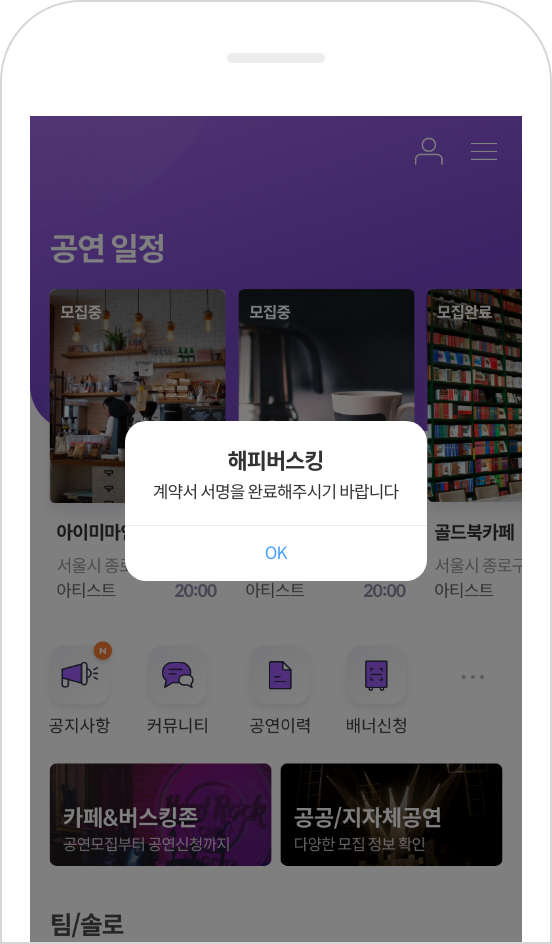 공연 일정
모집중
모집중
모집완료
해피버스킹
계약서 서명을 완료해주시기 바랍니다
OK
골드북카페
서울시 종로
서울시 종로구
아티스트 20:00
아티스트 20:00
아티스트
N
공지사항
커뮤니티
공연이력
배너신청
카페&버스킹존
공연모집부터 공연신청까지
공공/지자체공연
다양한 모집 정보 확인
팀/솔로